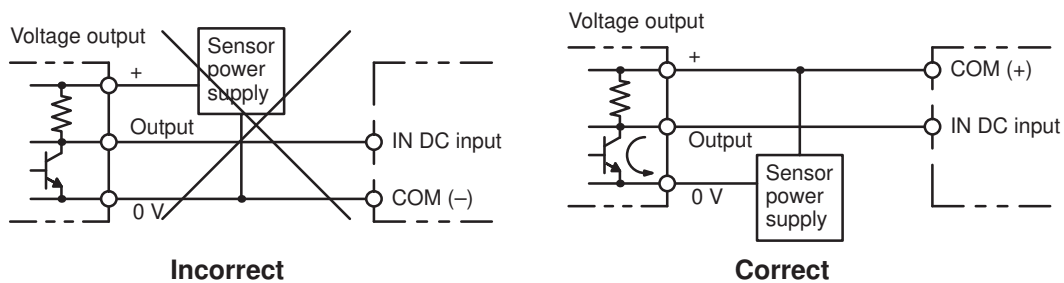 Voltage output
Sensor
power
supply
+
Output
IN DC input
0 V
COM (–)
Incorrect
Voltage output
+
COM (+)
IN DC input
Output
0 V
Sensor
power
supply
Correct